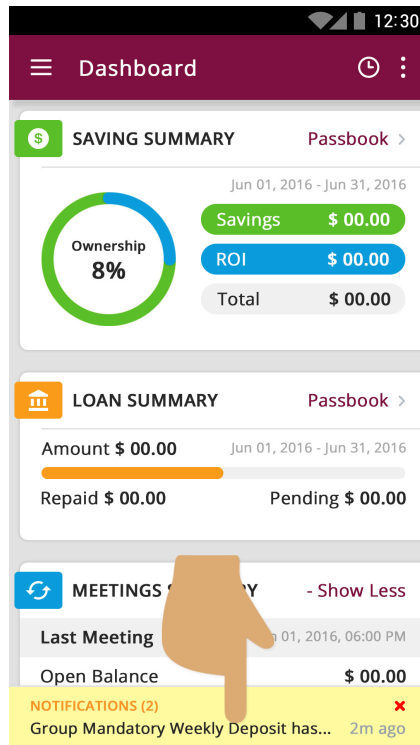 12:30
Dashboard
SAVING SUMMARY Passbook >
Jun 01, 2016 - Jun 31, 2016
Ownership
8%
Savings $ 00.00
ROI $ 00.00
Total $ 00.00
LOAN SUMMARY Passbook >
Amount $ 00.00 Jun 01, 2016 - Jun 31, 2016
Repaid $ 00.00 Pending $ 00.00
MEETINGS - Show Less
Last Meeting 01, 2016, 06:00 PM
Open Balance $ 00.00
NOTIFICATIONS (2)
Group Mandatory Weekly Deposit has... 2m ago